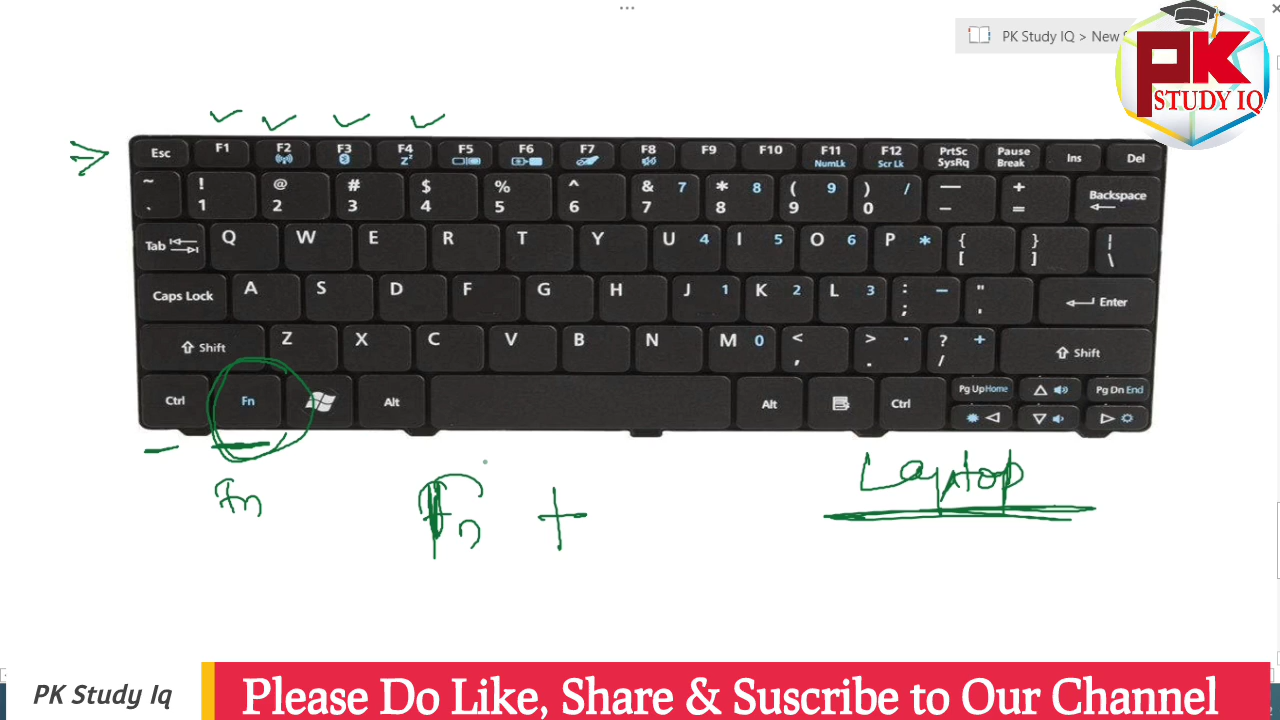 PK Study IQ > New
PK
STUDY IQ
Esc F1 F2 F3 F4 F5 F6 F7 F8 F9 F10 F11 F12 PrtSc Pause Ins Del
Z NumLk Scr Lk SysRq Break
~ ! @ # $ % ^ & 7 * 8 ( 9 ) / — + Backspace
. 1 2 3 4 5 6 7 8 9 0 - =
Tab Q W E R T Y U 4 I 5 O 6 P * { } |
[ ] \
Caps Lock A S D F G H J 1 K 2 L 3 : - " Enter
; '
Shift Z X C V B N M 0 < > . ? + Shift
, . /
Ctrl Fn Alt Alt Ctrl Pg Up Home Pg Dn End
Laptop
Fn Fn +
PK Study Iq
Please Do Like, Share & Suscribe to Our Channel